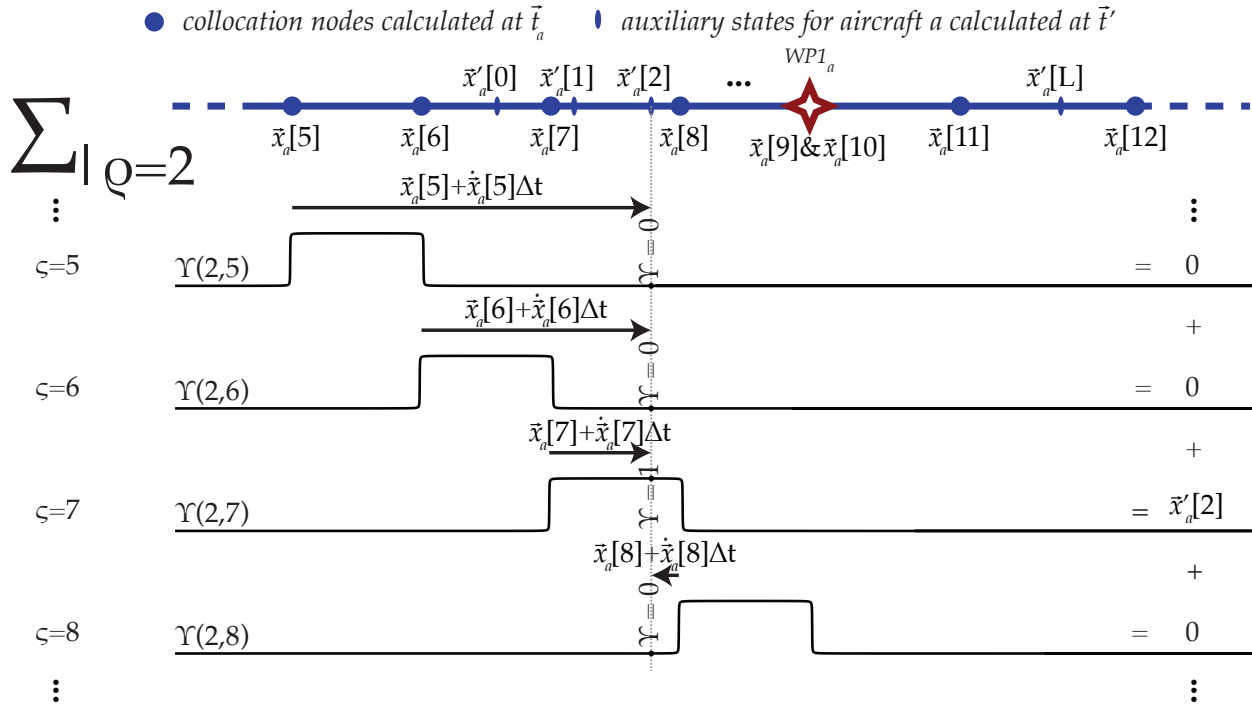 collocation nodes calculated at t⃗ₐ
auxiliary states for aircraft a calculated at t⃗'
WP1ₐ
x⃗'ₐ[0] x⃗'ₐ[1] x⃗'ₐ[2] ... x⃗'ₐ[L]
x⃗ₐ[5] x⃗ₐ[6] x⃗ₐ[7] x⃗ₐ[8] x⃗ₐ[9]&x⃗ₐ[10] x⃗ₐ[11] x⃗ₐ[12]
∑| ϱ=2
⋮ x⃗ₐ[5]+ẋ⃗ₐ[5]Δt ⋮
ς=5 ϒ(2,5) ϒ=0 = 0
x⃗ₐ[6]+ẋ⃗ₐ[6]Δt +
ς=6 ϒ(2,6) ϒ=0 = 0
x⃗ₐ[7]+ẋ⃗ₐ[7]Δt +
ς=7 ϒ(2,7) ϒ=1 = x⃗'ₐ[2]
x⃗ₐ[8]+ẋ⃗ₐ[8]Δt +
ς=8 ϒ(2,8) ϒ=0 = 0
⋮ ⋮